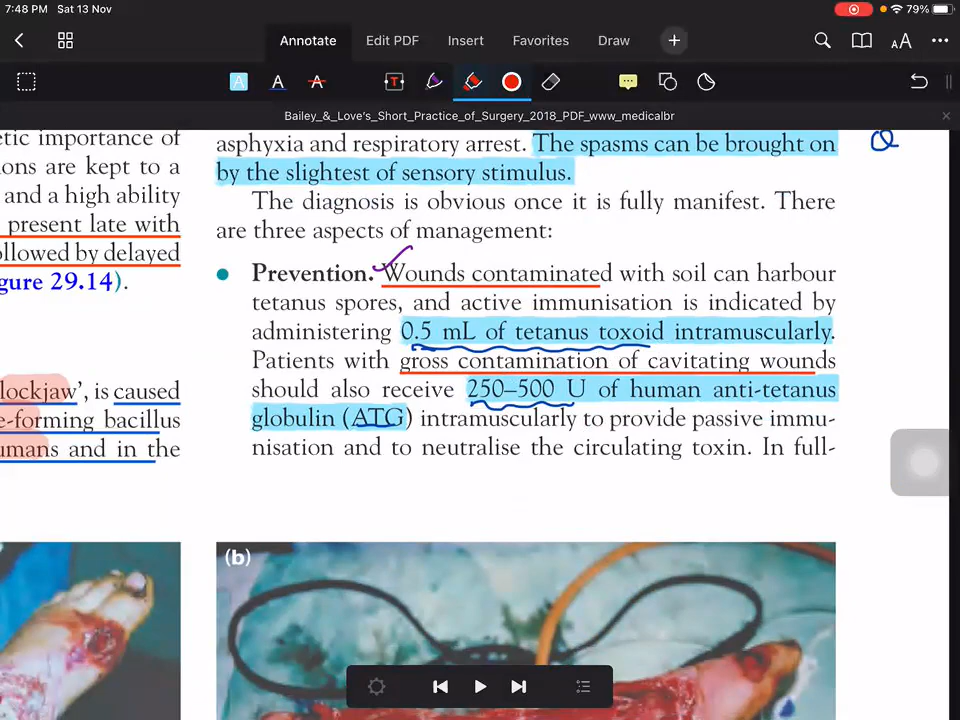 7:48 PM Sat 13 Nov
79%
Annotate Edit PDF Insert Favorites Draw
AA
A A A T
Bailey_&_Love's_Short_Practice_of_Surgery_2018_PDF_www_medicalbr
etic importance of
ions are kept to a
and a high ability
present late with
ollowed by delayed
gure 29.14).
lockjaw', is caused
e-forming bacillus
umans and in the
asphyxia and respiratory arrest. The spasms can be brought on
by the slightest of sensory stimulus.
The diagnosis is obvious once it is fully manifest. There
are three aspects of management:
● Prevention. Wounds contaminated with soil can harbour
tetanus spores, and active immunisation is indicated by
administering 0.5 mL of tetanus toxoid intramuscularly.
Patients with gross contamination of cavitating wounds
should also receive 250–500 U of human anti-tetanus
globulin (ATG) intramuscularly to provide passive immu-
nisation and to neutralise the circulating toxin. In full-
(b)